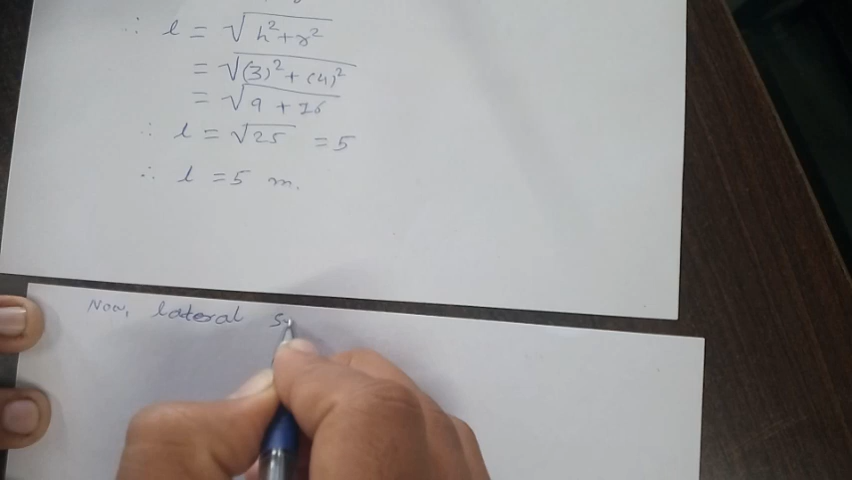 ∴ l = √h²+r²
= √(3)²+(4)²
= √9 + 16
∴ l = √25 = 5
∴ l = 5 m.
Now, lateral s